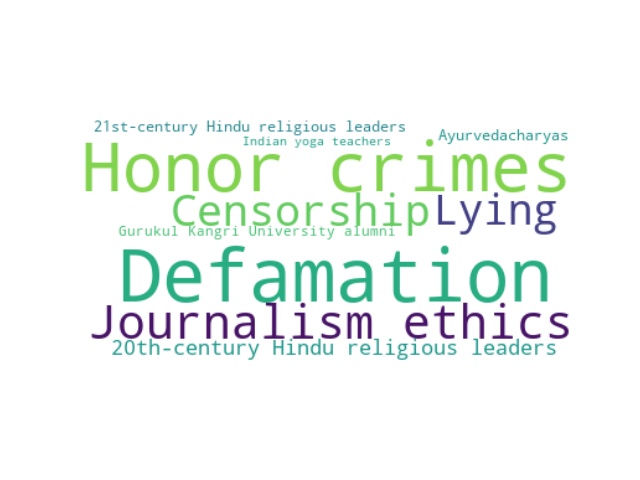 21st-century Hindu religious leaders
Ayurvedacharyas
Indian yoga teachers
Honor crimes
Censorship
Lying
Gurukul Kangri University alumni
Defamation
Journalism ethics
20th-century Hindu religious leaders